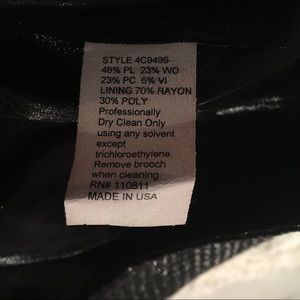 STYLE 4C9499
48% PL 23% WO
23% PC 6% VI
LINING 70% RAYON
30% POLY
Professionally
Dry Clean Only
using any solvent
except
trichloroethylene.
Remove brooch
when cleaning
RN# 110811
MADE IN USA